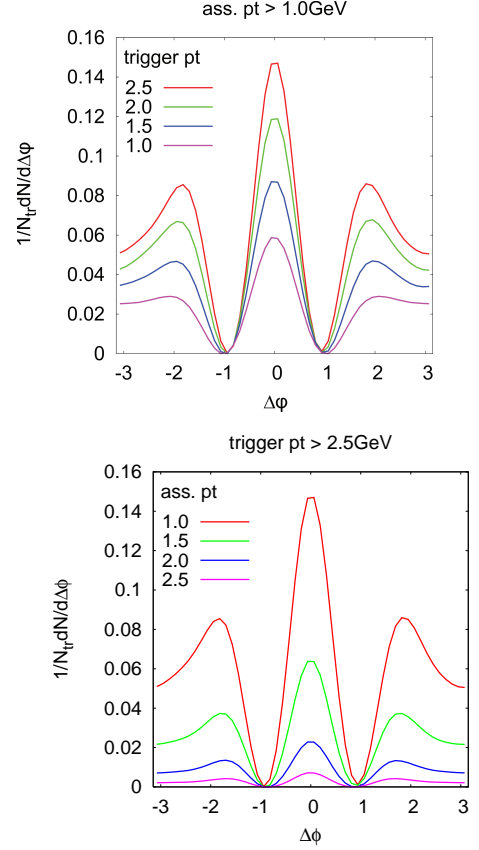 ass. pt > 1.0GeV
0.16
0.14
0.12
0.1
0.08
0.06
0.04
0.02
0
1/N_tr dN/dΔφ
trigger pt
2.5
2.0
1.5
1.0
-3 -2 -1 0 1 2 3
Δφ
trigger pt > 2.5GeV
0.16
0.14
0.12
0.1
0.08
0.06
0.04
0.02
0
1/N_tr dN/dΔϕ
ass. pt
1.0
1.5
2.0
2.5
-3 -2 -1 0 1 2 3
Δϕ